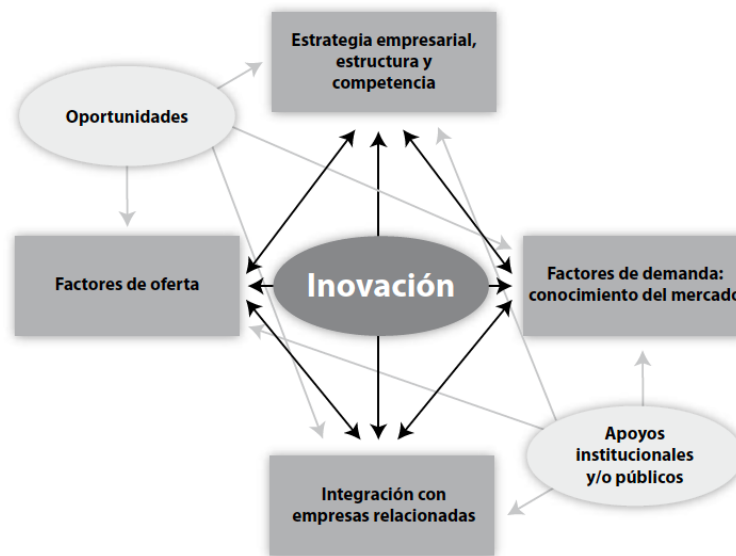 Estrategia empresarial,
estructura y
competencia
Oportunidades
Factores de oferta
Inovación
Factores de demanda:
conocimiento del mercado
Apoyos
institucionales
y/o públicos
Integración con
empresas relacionadas